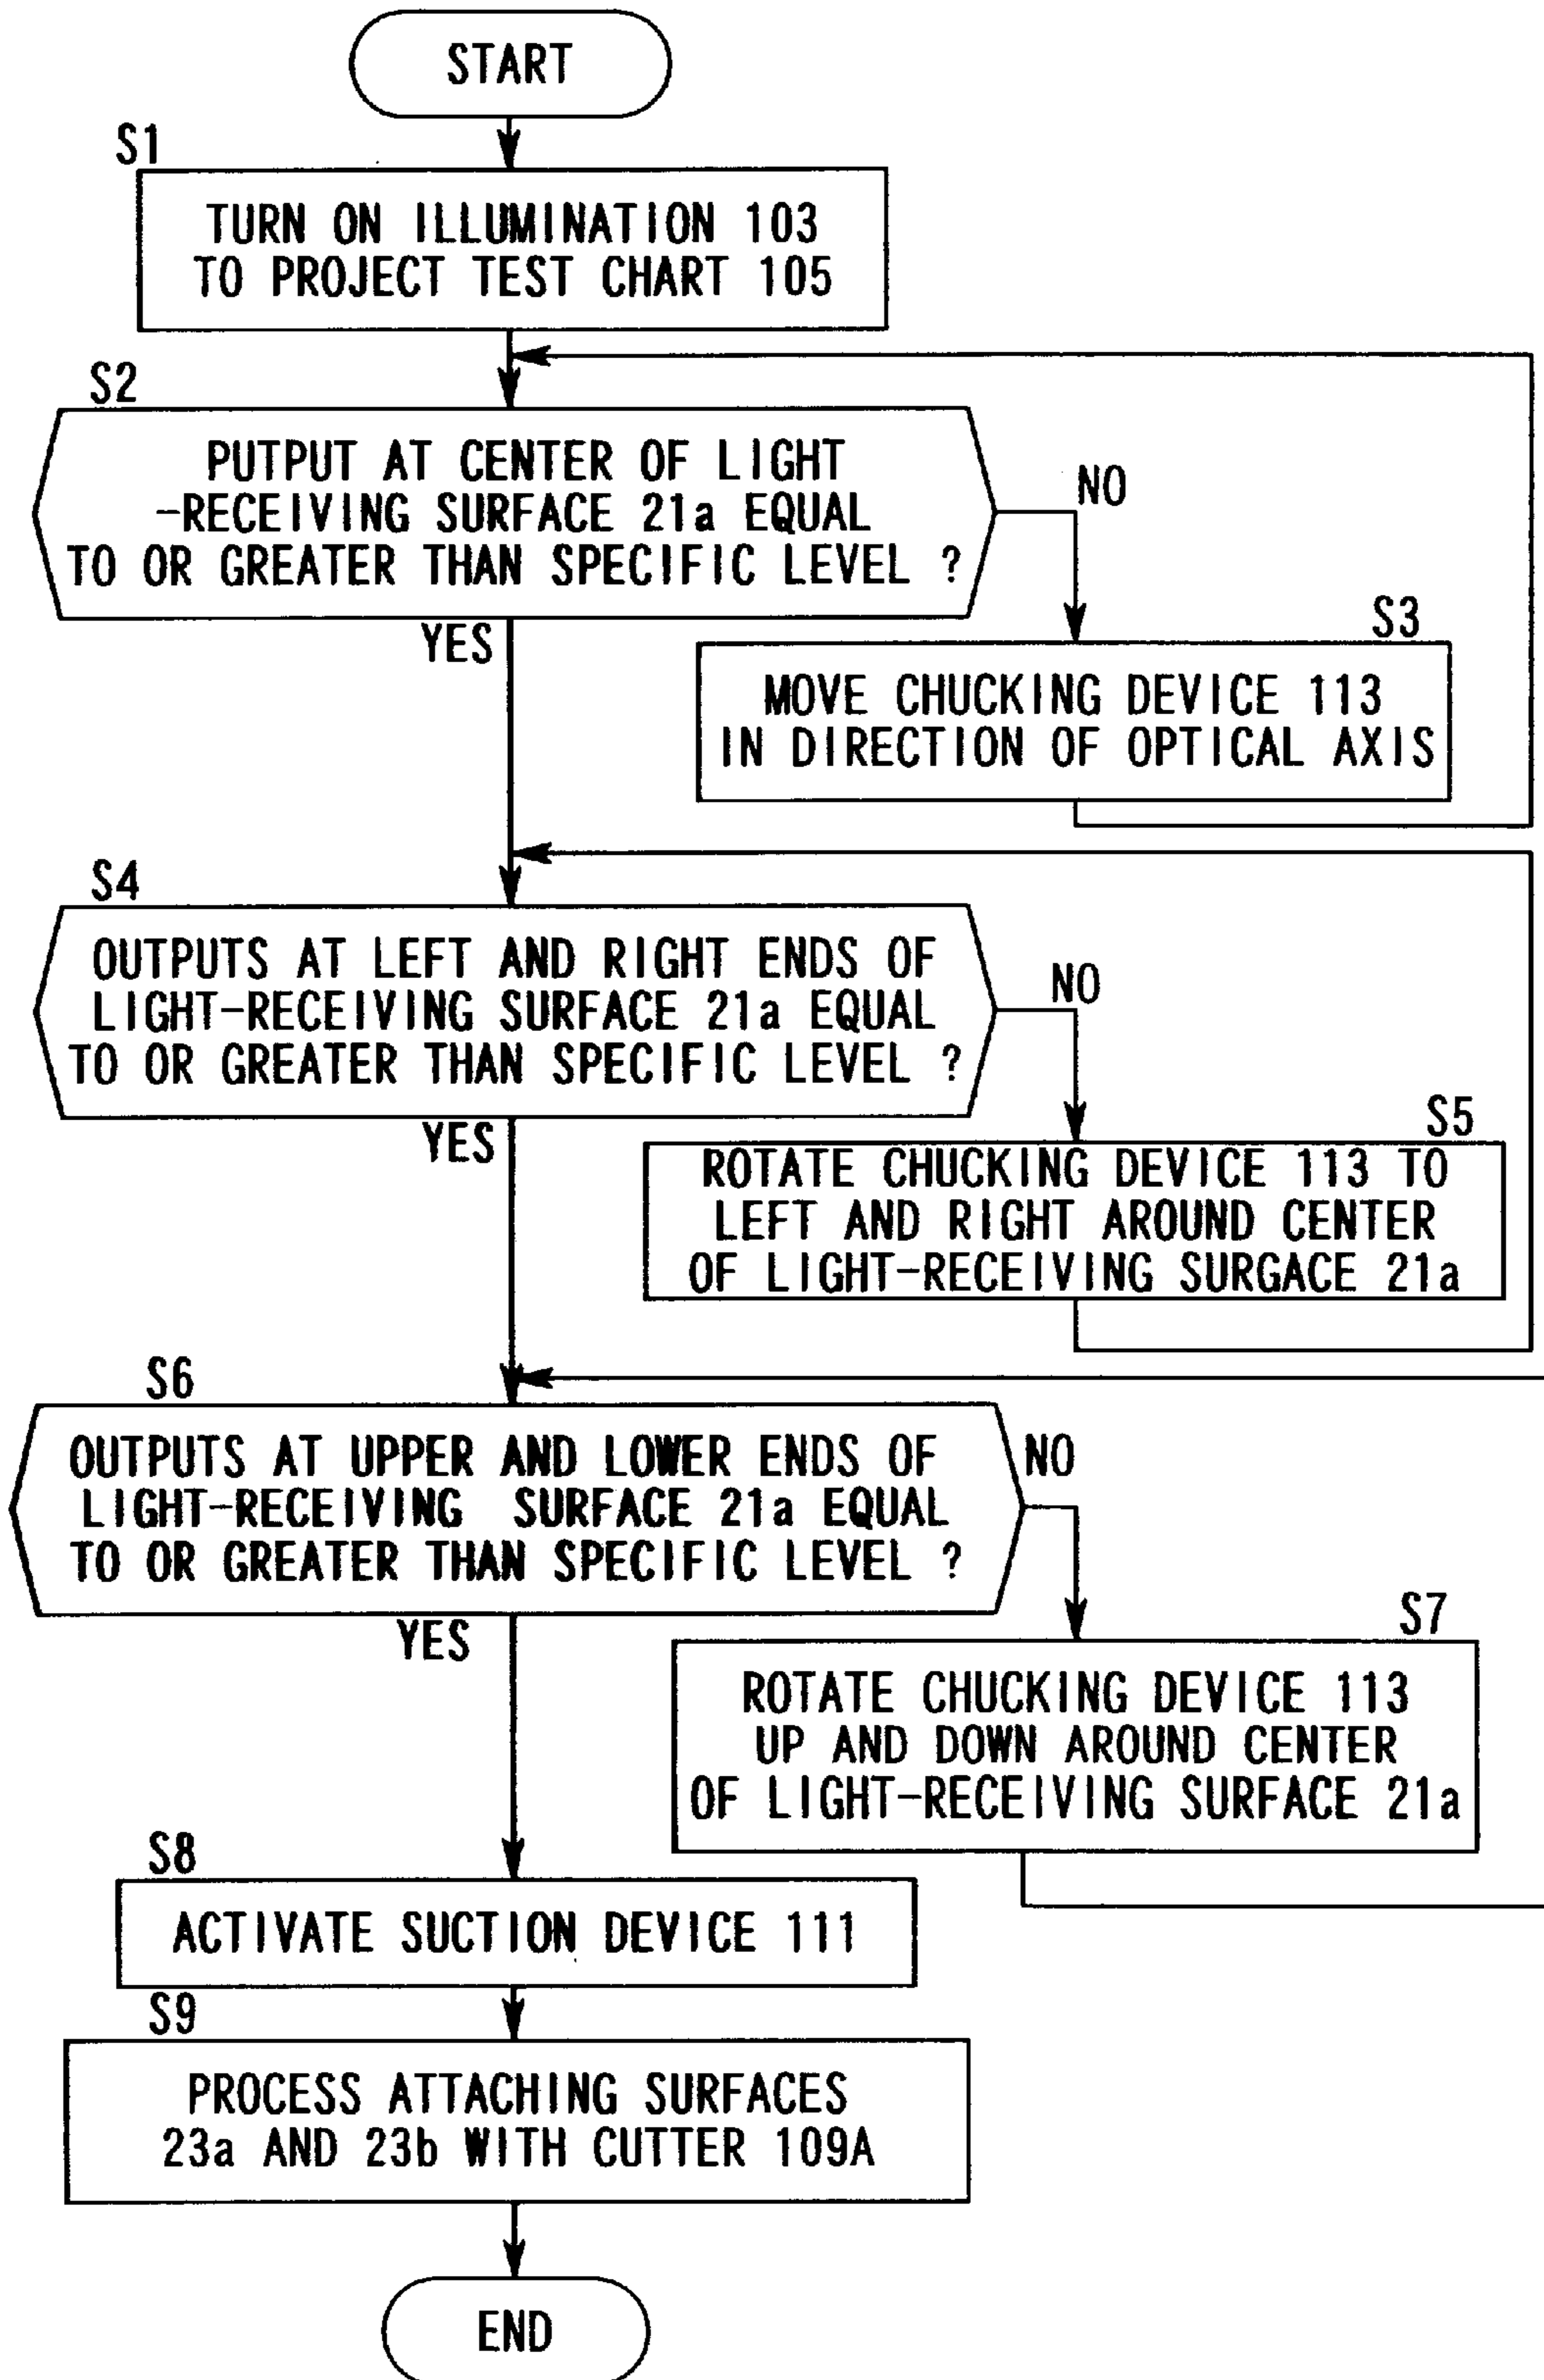 START
S1
TURN ON ILLUMINATION 103
TO PROJECT TEST CHART 105
S2
PUTPUT AT CENTER OF LIGHT
-RECEIVING SURFACE 21a EQUAL
TO OR GREATER THAN SPECIFIC LEVEL ?
NO
YES
S3
MOVE CHUCKING DEVICE 113
IN DIRECTION OF OPTICAL AXIS
S4
OUTPUTS AT LEFT AND RIGHT ENDS OF
LIGHT-RECEIVING SURFACE 21a EQUAL
TO OR GREATER THAN SPECIFIC LEVEL ?
NO
YES
S5
ROTATE CHUCKING DEVICE 113 TO
LEFT AND RIGHT AROUND CENTER
OF LIGHT-RECEIVING SURGACE 21a
S6
OUTPUTS AT UPPER AND LOWER ENDS OF
LIGHT-RECEIVING SURFACE 21a EQUAL
TO OR GREATER THAN SPECIFIC LEVEL ?
NO
YES
S7
ROTATE CHUCKING DEVICE 113
UP AND DOWN AROUND CENTER
OF LIGHT-RECEIVING SURFACE 21a
S8
ACTIVATE SUCTION DEVICE 111
S9
PROCESS ATTACHING SURFACES
23a AND 23b WITH CUTTER 109A
END